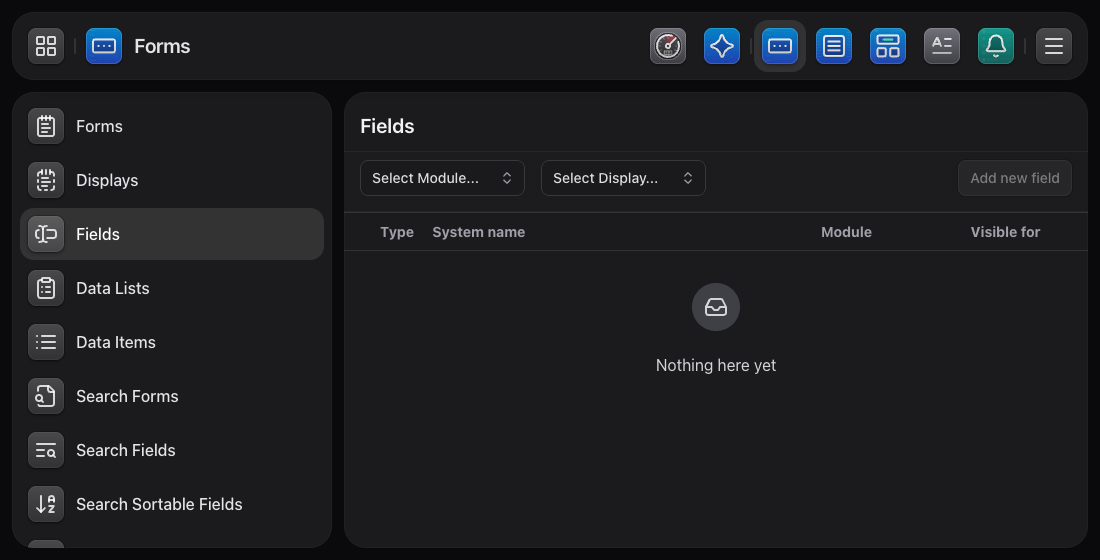 Forms
Forms
Displays
Fields
Data Lists
Data Items
Search Forms
Search Fields
Search Sortable Fields
Fields
Select Module... Select Display... Add new field
Type System name Module Visible for
Nothing here yet